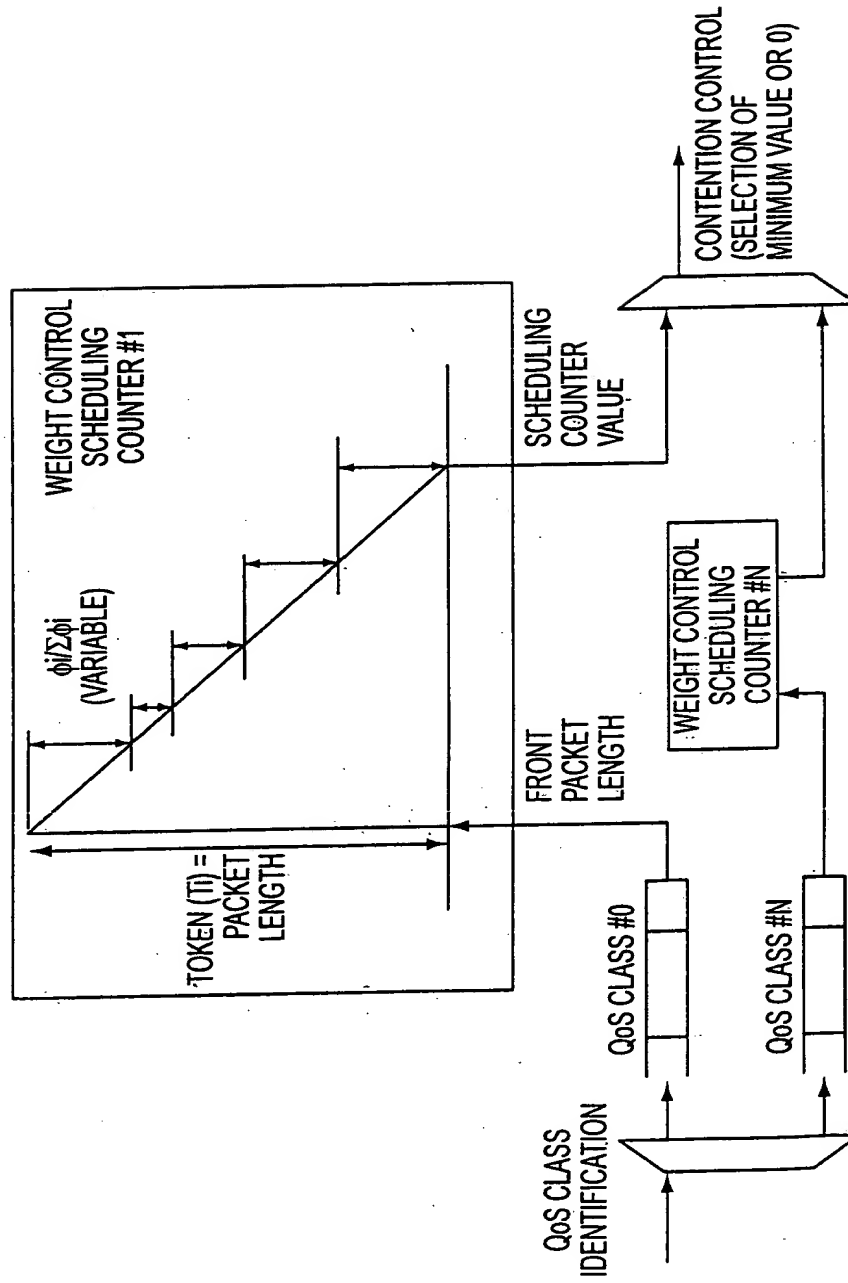 WEIGHT CONTROL
SCHEDULING
COUNTER #1
ϕi/Σϕi
(VARIABLE)
TOKEN (Ti) =
PACKET
LENGTH
FRONT
PACKET
LENGTH
SCHEDULING
COUNTER
VALUE
QoS CLASS
IDENTIFICATION
QoS CLASS #0
QoS CLASS #N
WEIGHT CONTROL
SCHEDULING
COUNTER #N
CONTENTION CONTROL
(SELECTION OF
MINIMUM VALUE OR 0)